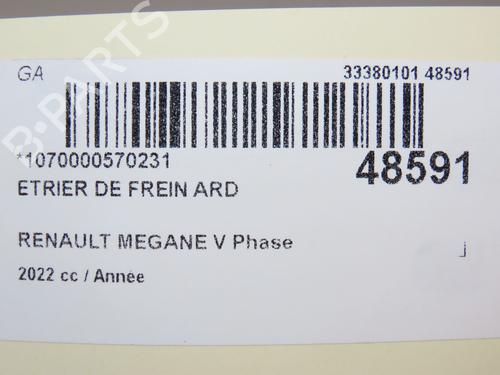 GA 33380101 48591
*1070000570231 48591
ETRIER DE FREIN ARD
RENAULT MEGANE V Phase
2022 cc / Année
B-PARTS